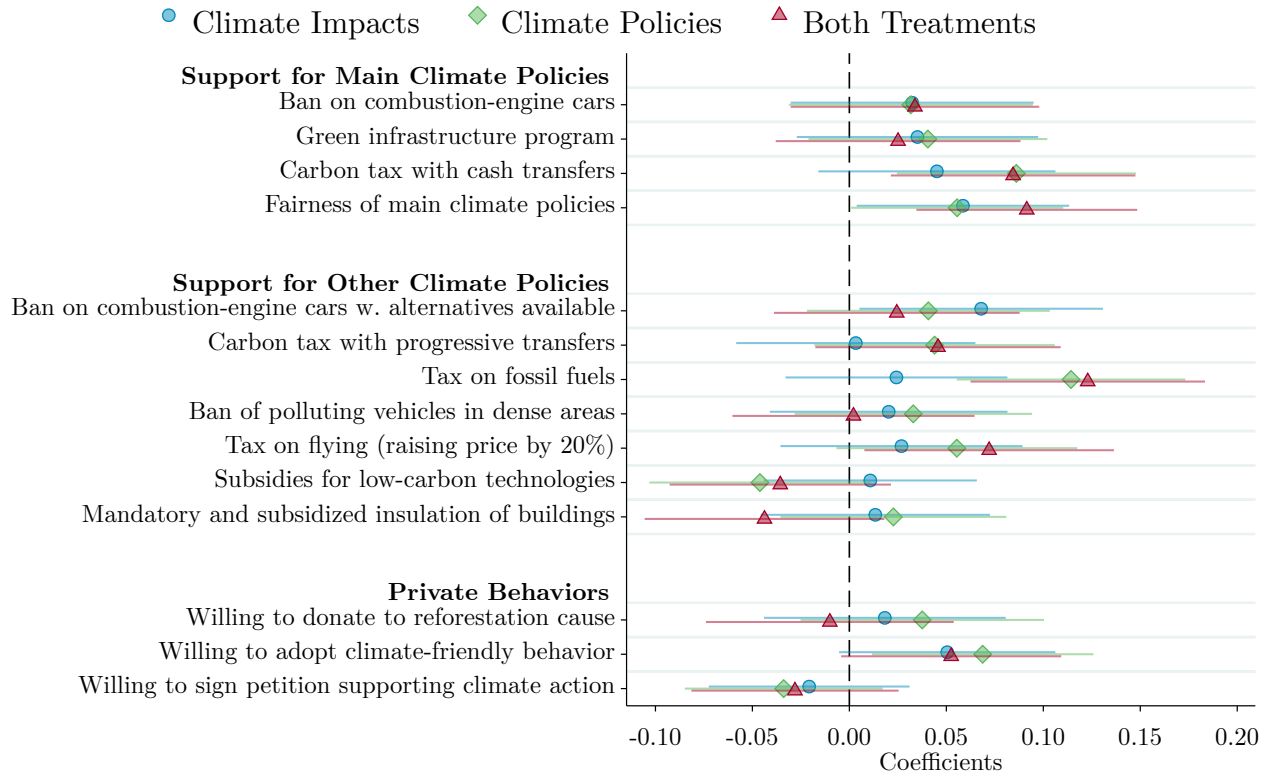 Climate Impacts Climate Policies Both Treatments
Support for Main Climate Policies
Ban on combustion-engine cars
Green infrastructure program
Carbon tax with cash transfers
Fairness of main climate policies
Support for Other Climate Policies
Ban on combustion-engine cars w. alternatives available
Carbon tax with progressive transfers
Tax on fossil fuels
Ban of polluting vehicles in dense areas
Tax on flying (raising price by 20%)
Subsidies for low-carbon technologies
Mandatory and subsidized insulation of buildings
Private Behaviors
Willing to donate to reforestation cause
Willing to adopt climate-friendly behavior
Willing to sign petition supporting climate action
-0.10 -0.05 0.00 0.05 0.10 0.15 0.20
Coefficients